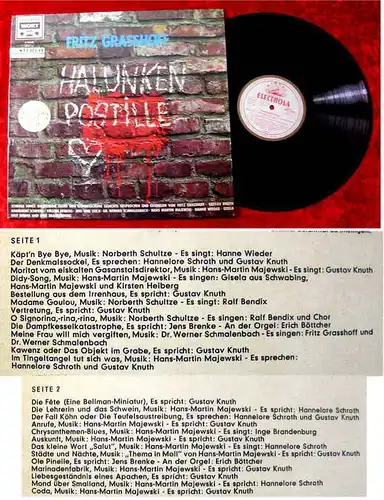 FRITZ GRASSHOFF
HALUNKEN
POSTILLE
ELECTROLA
SEITE 1
Käpt'n Bye Bye, Musik: Norberth Schultze - Es singt: Hanne Wieder
Der Denkmalssockel, Es sprechen: Hannelore Schroth und Gustav Knuth
Moritat vom eiskalten Gasanstalsdirektor, Musik: Hans-Martin Majewski - Es singt: Gustav Knuth
Didy-Song, Musik: Hans-Martin Majewski - Es singen: Gisela aus Schwabing,
Hans-Martin Majewski und Kirsten Heiberg
Bestellung aus dem Irrenhaus, Es spricht: Gustav Knuth
Madame Goulou, Musik: Norberth Schultze - Es singt: Ralf Bendix
Vertretung, Es spricht: Gustav Knuth
O Signorina,-rina,-rina, Musik: Norberth Schultze - Es singen: Ralf Bendix und Chor
Die Dampfkesselkatastrophe, Es spricht: Jens Brenke - An der Orgel: Erich Böttcher
Meine Frau will mich vergiften, Musik: Dr. Werner Schmalenbach - Es singen: Fritz Grasshoff und
Dr. Werner Schmalenbach
Kawenz oder Das Objekt im Grabe, Es spricht: Gustav Knuth
Im Tingeltangel tut sich was, Musik: Hans-Martin Majewski - Es sprechen:
Hannelore Schroth und Gustav Knuth
SEITE 2
Die Fête (Eine Bellman-Miniatur), Es spricht: Gustav Knuth
Die Lehrerin und das Schwein, Musik: Hans-Martin Majewski - Es spricht: Hannelore Schroth
Der Fall Köhn oder Die Teufelsaustreibung, Es sprechen: Hannelore Schroth und Gustav Knuth
Anrufe, Musik: Hans-Martin Majewski - Es spricht: Gustav Knuth
Chrysanthemen-Blues, Musik: Hans-Martin Majewski - Es singt: Inge Brandenburg
Auskunft, Musik: Hans-Martin Majewski - Es spricht: Gustav Knuth
Das kleine Wort „Salut", Musik: Hans-Martin Majewski - Es singt: Hannelore Schroth
Städte und Nächte, Musik: „Thema in Moll" von Hans-Martin Majewski - Es spricht: Gustav Knuth
Ole Pinelle, Es spricht: Jens Brenke - An der Orgel: Erich Böttcher
Marinadenfabrik, Musik: Hans-Martin Majewski - Es spricht: Gustav Knuth
Liebesgeständnis eines Apachen, Es spricht: Gustav Knuth
Mond über Smaland, Musik: Hans-Martin Majewski - Es spricht: Hannelore Schroth
Coda, Musik: Hans-Martin Majewski - Es spricht: Gustav Knuth